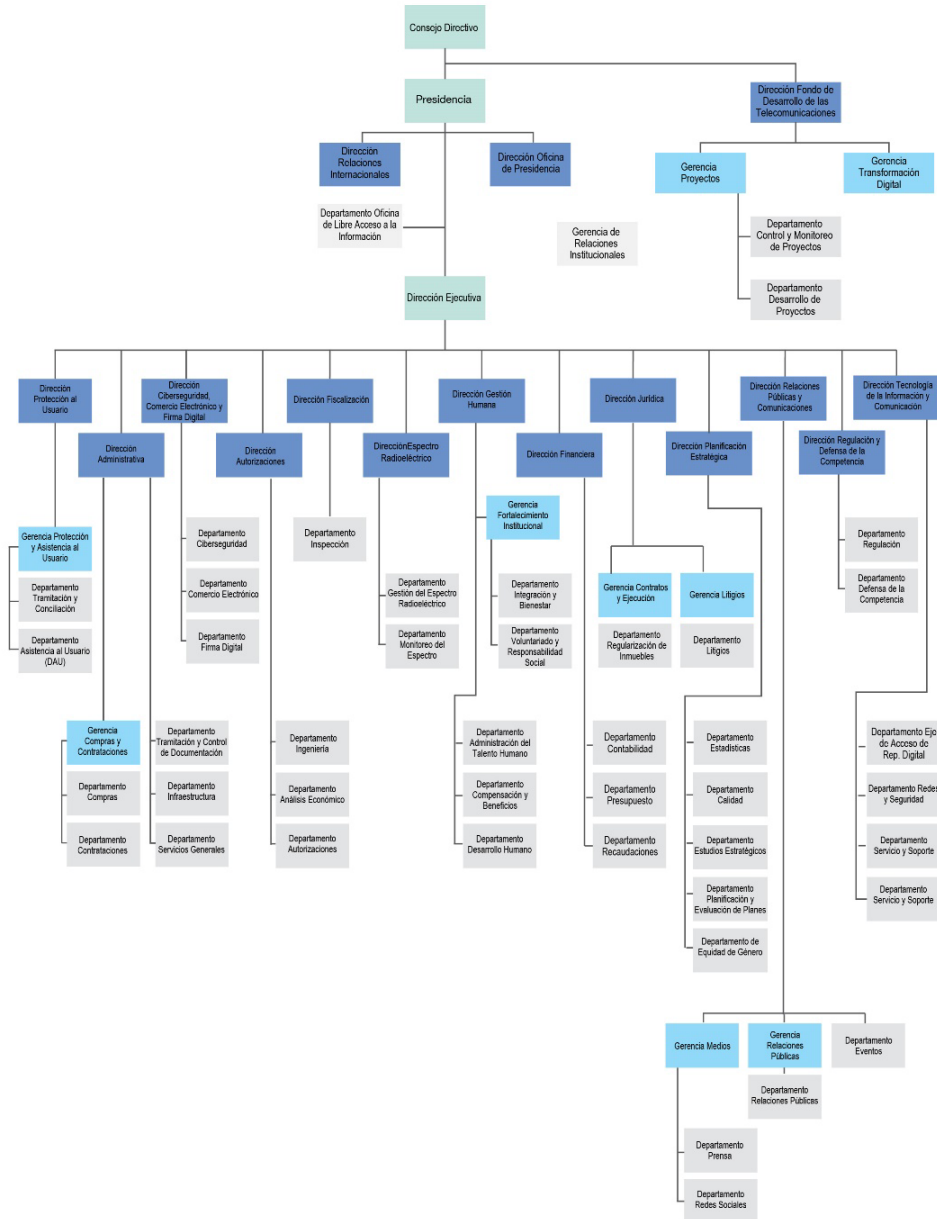 Consojo Directivo
Presidencia
Dirección Fondo de
Desarrollo de las
Telecomunicaciones
Dirección
Relaciones
Internacionales
Dirección Oficina
de Presidencia
Gerencia
Proyectos
Gerencia
Transformación
Digital
Departamento Oficina
de Libre Acceso a la
Información
Gerencia de
Relaciones
Institucionales
Departamento
Control y Monitoreo
de Proyectos
Departamento
Desarrollo de
Proyectos
Dirección Ejecutiva
Dirección
Protección al
Usuario
Dirección
Ciberseguridad,
Comercio Electrónico y
Firma Digital
Dirección Fiscalización
Dirección Gestión
Humana
Dirección Jurídica
Dirección Relaciones
Públicas y
Comunicaciones
Dirección Tecnología
de la Información y
Comunicación
Dirección
Administrativa
Dirección
Autorizaciones
DirecciónEspectro
Radioeléctrico
Dirección Financiera
Dirección Planificación
Estratégica
Dirección Regulación y
Defensa de la
Competencia
Gerencia Protección
y Asistencia al
Usuario
Departamento
Tramitación y
Conciliación
Departamento
Asistencia al Usuario
(DAU)
Departamento
Ciberseguridad
Departamento
Comercio Electrónico
Departamento
Firma Digital
Departamento
Inspección
Departamento
Gestión del Espectro
Radioeléctrico
Departamento
Monitoreo del
Espectro
Gerencia
Fortalecimiento
Institucional
Departamento
Integración y
Bienestar
Departamento
Voluntariado y
Responsabilidad
Social
Gerencia Contratos
y Ejecución
Gerencia Litigios
Departamento
Regularización de
Inmuebles
Departamento
Litigios
Departamento
Regulación
Departamento
Defensa de la
Competencia
Gerencia
Compras y
Contrataciones
Departamento
Compras
Departamento
Contrataciones
Departamento
Tramitación y Control
de Documentación
Departamento
Infraestructura
Departamento
Servicios Generales
Departamento
Ingeniería
Departamento
Análisis Económico
Departamento
Autorizaciones
Departamento
Administración del
Talento Humano
Departamento
Compensación y
Beneficios
Departamento
Desarrollo Humano
Departamento
Contabilidad
Departamento
Presupuesto
Departamento
Recaudaciones
Departamento
Estadísticas
Departamento
Calidad
Departamento
Estudios Estratégicos
Departamento
Planificación y
Evaluación de Planes
Departamento de
Equidad de Género
Departamento Ejo
de Acceso de
Rep. Digital
Departamento Redes
y Seguridad
Departamento
Servicio y Soporte
Departamento
Servicio y Soporte
Gerencia Medios
Gerencia
Relaciones
Públicas
Departamento
Eventos
Departamento
Relaciones Públicas
Departamento
Prensa
Departamento
Redes Sociales